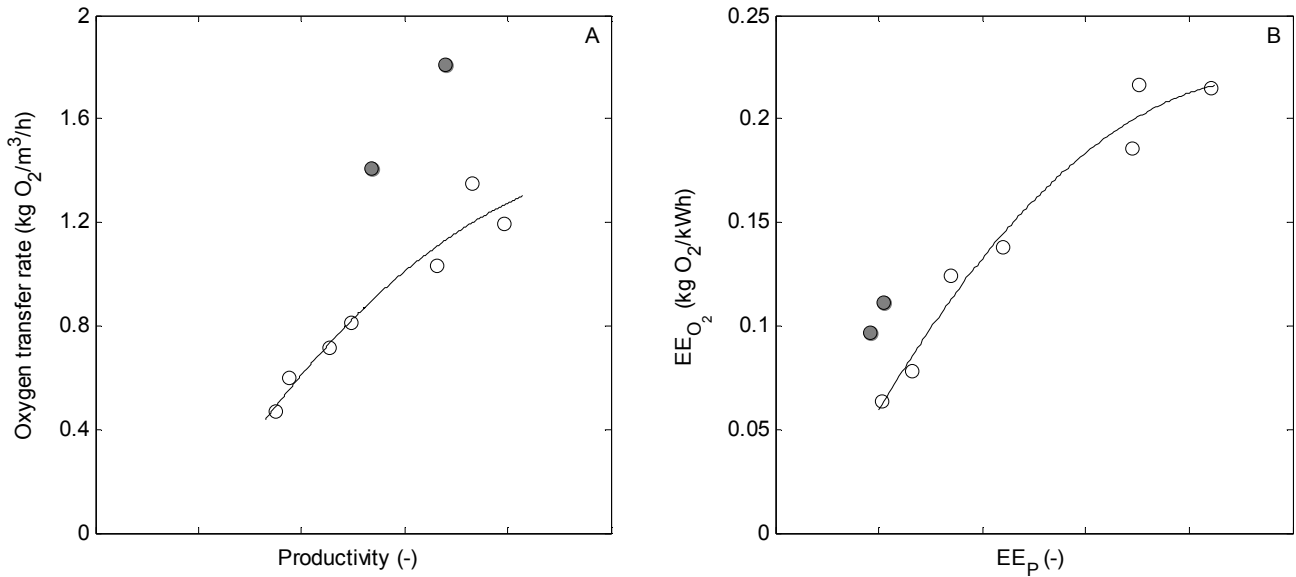 A
2
1.6
1.2
0.8
0.4
0
Oxygen transfer rate (kg O2/m3/h)
Productivity (-)
B
0.25
0.2
0.15
0.1
0.05
0
EEO2 (kg O2/kWh)
EEP (-)